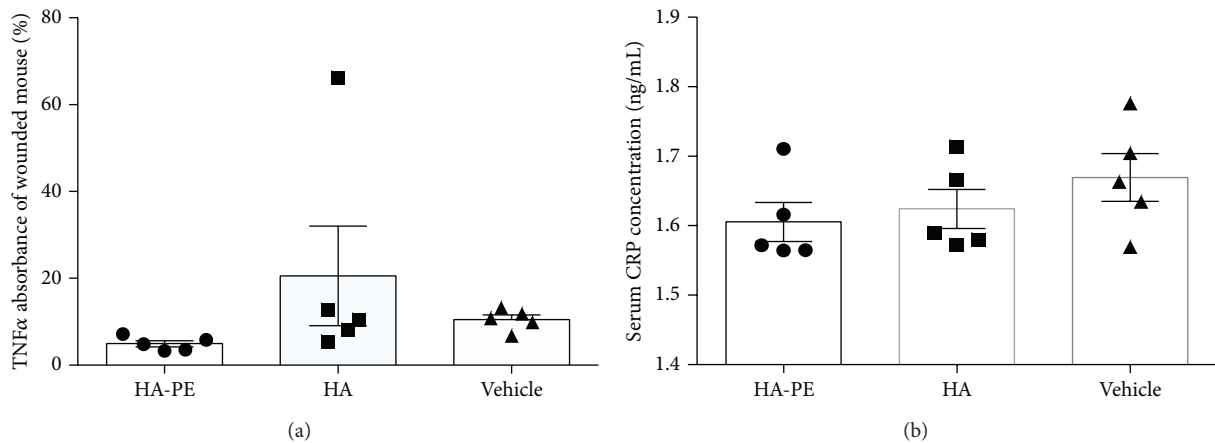 TNFα absorbance of wounded mouse (%)
80
60
40
20
0
HA-PE HA Vehicle
(a)
Serum CRP concentration (ng/mL)
1.9
1.8
1.7
1.6
1.5
1.4
HA-PE HA Vehicle
(b)